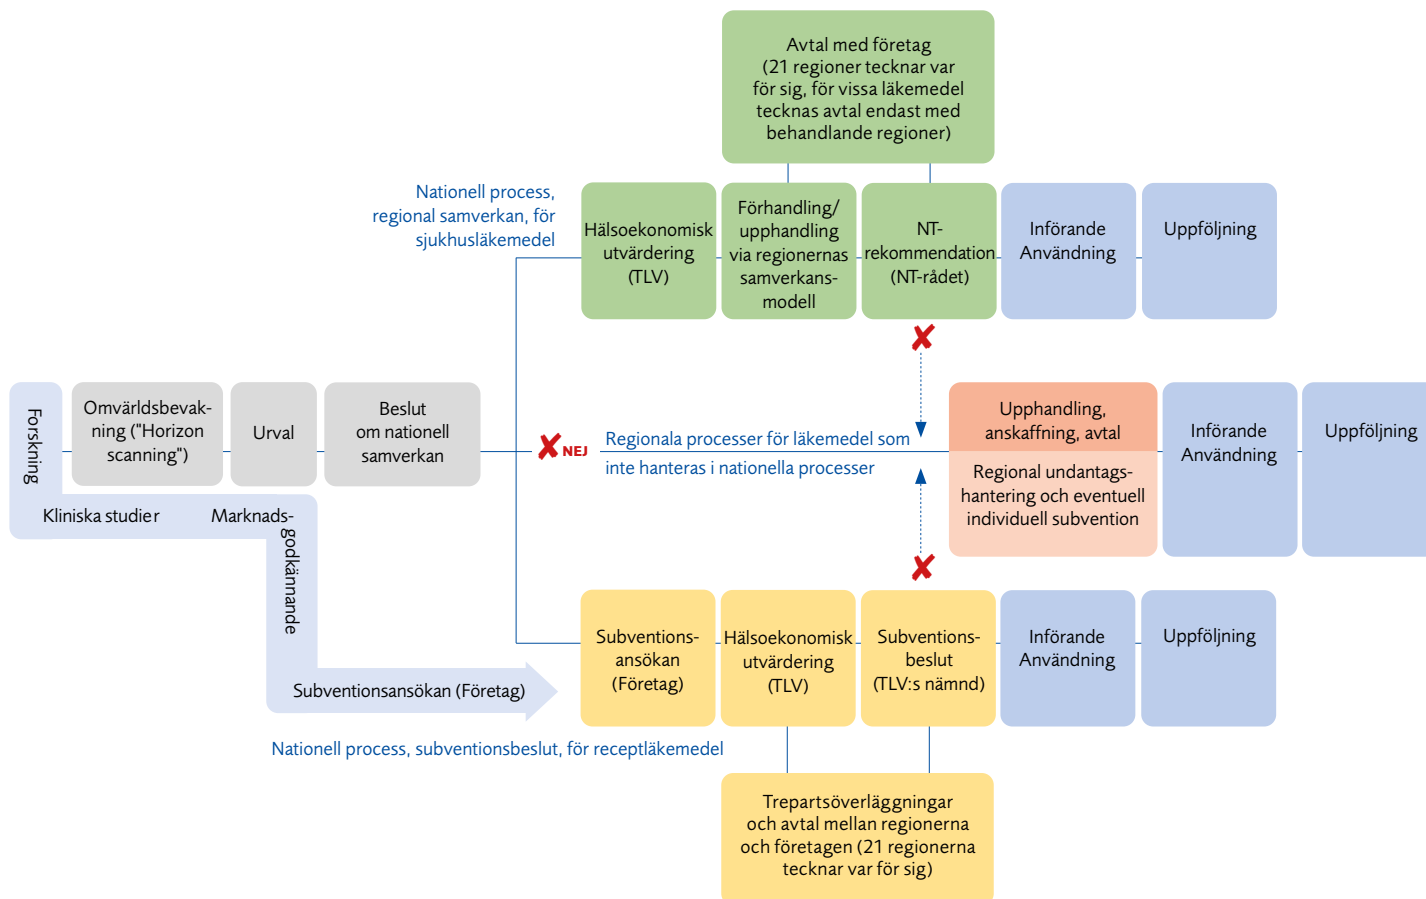 Avtal med företag
(21 regioner tecknar var
för sig, för vissa läkemedel
tecknas avtal endast med
behandlande regioner)
Nationell process,
regional samverkan, för
sjukhusläkemedel
Hälsoekonomisk
utvärdering
(TLV)
Förhandling/
upphandling
via regionernas
samverkans-
modell
NT-
rekommendation
(NT-rådet)
Införande
Användning
Uppföljning
Forskning
Omvärldsbevak-
ning ("Horizon
scanning")
Urval
Beslut
om nationell
samverkan
NEJ
Regionala processer för läkemedel som
inte hanteras i nationella processer
Upphandling,
anskaffning, avtal
Regional undantags-
hantering och eventuell
individuell subvention
Införande
Användning
Uppföljning
Kliniska studier
Marknads-
godkännande
Subventionsansökan (Företag)
Subventions-
ansökan
(Företag)
Hälsoekonomisk
utvärdering
(TLV)
Subventions-
beslut
(TLV:s nämnd)
Införande
Användning
Uppföljning
Nationell process, subventionsbeslut, för receptläkemedel
Trepartsöverläggningar
och avtal mellan regionerna
och företagen (21 regionerna
tecknar var för sig)